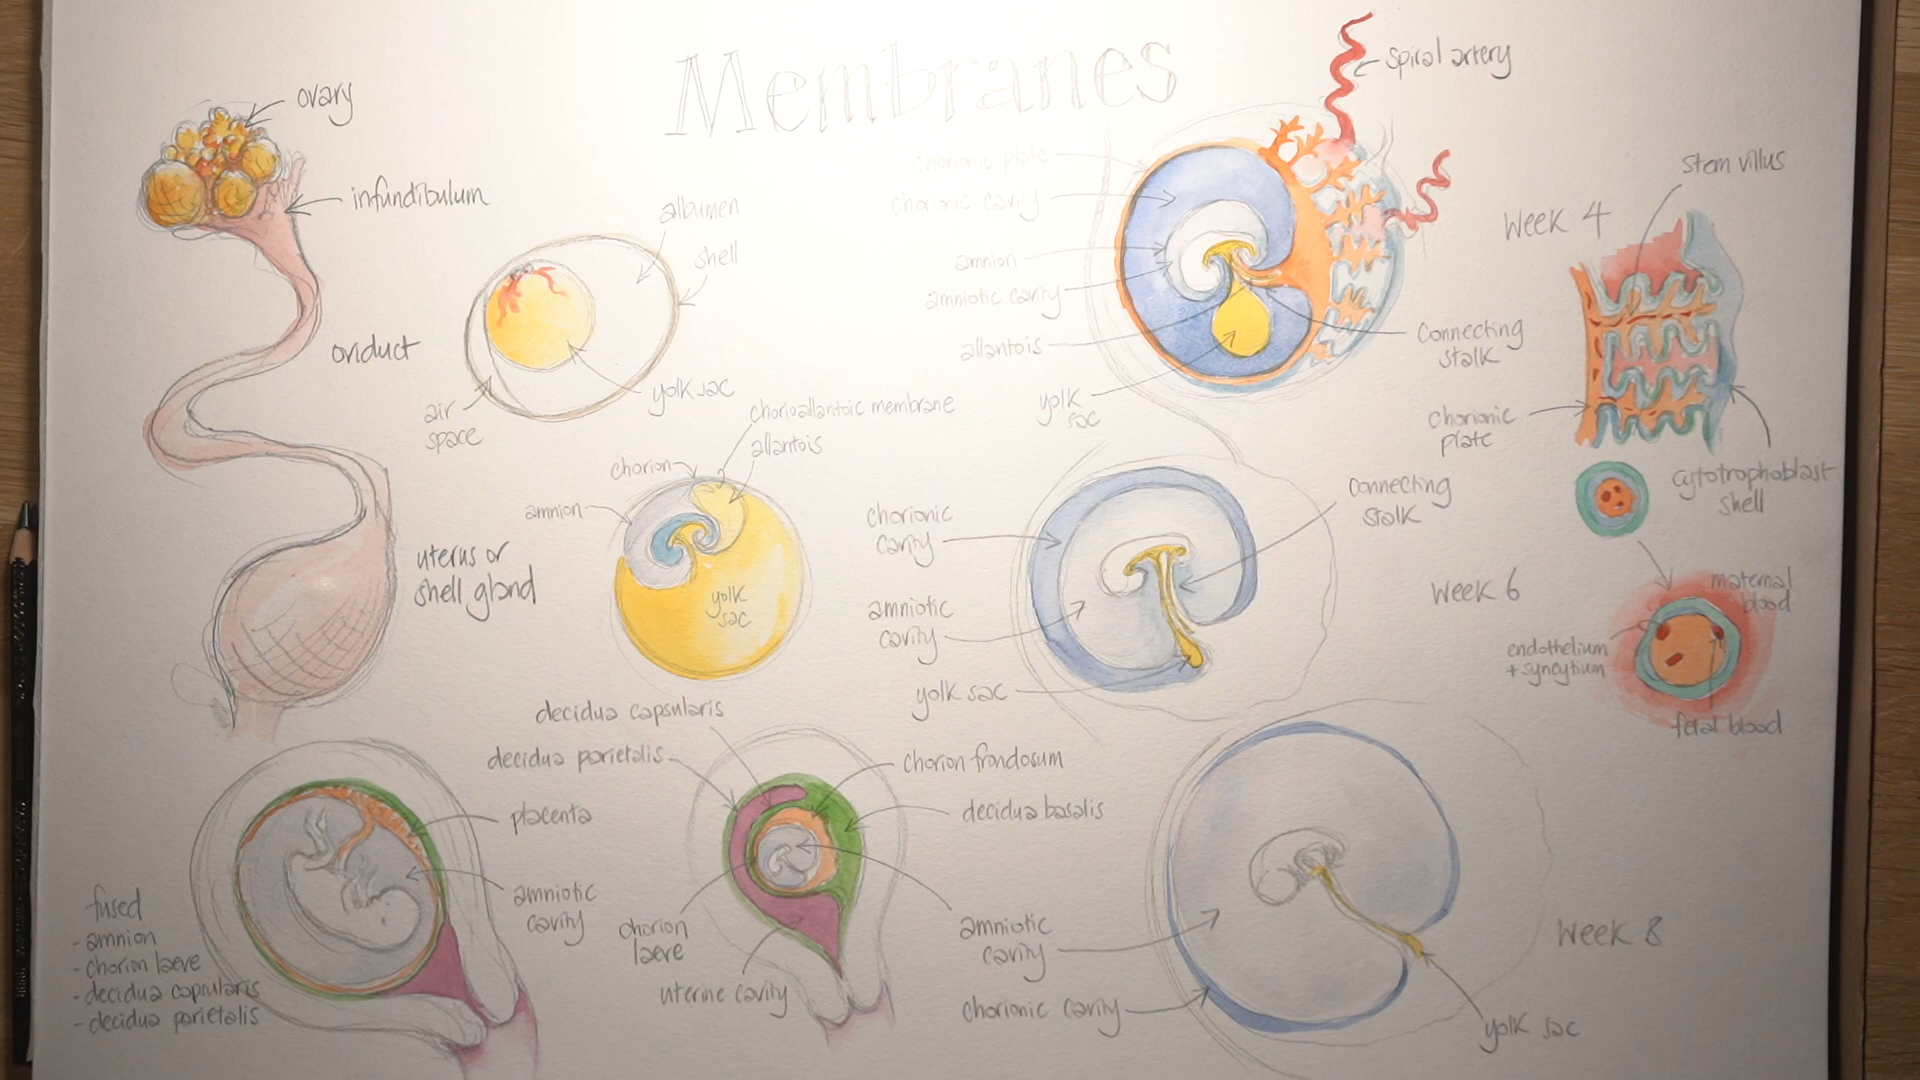 Membranes
ovary
infundibulum
oviduct
uterus or
shell gland
albumen
shell
yolk sac
air
space
chorioallantoic membrane
allantois
chorion
amnion
yolk
sac
spiral artery
chorionic plate
chorionic cavity
amnion
amniotic cavity
allantois
yolk
sac
Connecting
stalk
Week 4
stem villus
chorionic
plate
cytotrophoblast
shell
maternal
blood
endothelium
+ syncytium
fetal blood
chorionic
cavity
amniotic
cavity
yolk sac
connecting
stalk
Week 6
decidua capsularis
decidua parietalis
chorion frondosum
decidua basalis
chorion
laeve
uterine cavity
amniotic
cavity
chorionic cavity
Week 8
yolk sac
placenta
amniotic
cavity
fused
- amnion
- chorion laeve
- decidua capsularis
- decidua parietalis